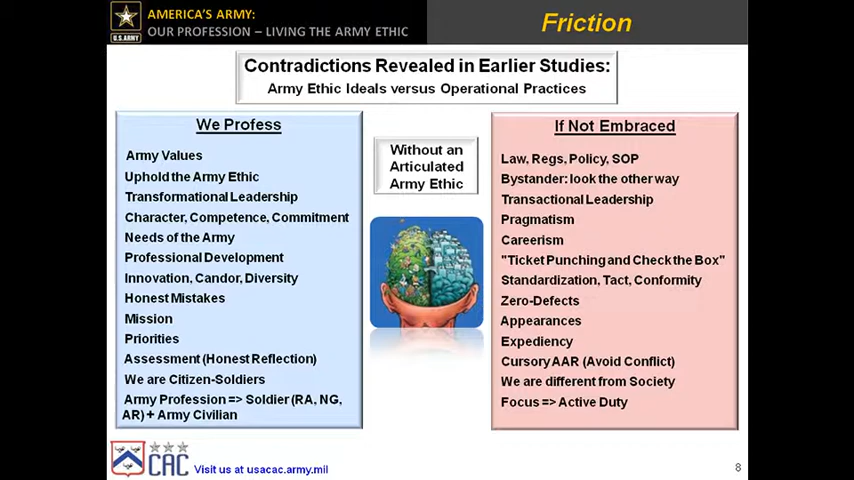 AMERICA'S ARMY:
OUR PROFESSION – LIVING THE ARMY ETHIC
Friction
U.S.ARMY
Contradictions Revealed in Earlier Studies:
Army Ethic Ideals versus Operational Practices
We Profess
Army Values
Uphold the Army Ethic
Transformational Leadership
Character, Competence, Commitment
Needs of the Army
Professional Development
Innovation, Candor, Diversity
Honest Mistakes
Mission
Priorities
Assessment (Honest Reflection)
We are Citizen-Soldiers
Army Profession => Soldier (RA, NG,
AR) + Army Civilian
Without an
Articulated
Army Ethic
If Not Embraced
Law, Regs, Policy, SOP
Bystander: look the other way
Transactional Leadership
Pragmatism
Careerism
"Ticket Punching and Check the Box"
Standardization, Tact, Conformity
Zero-Defects
Appearances
Expediency
Cursory AAR (Avoid Conflict)
We are different from Society
Focus => Active Duty
CAC
Visit us at usacac.army.mil
8